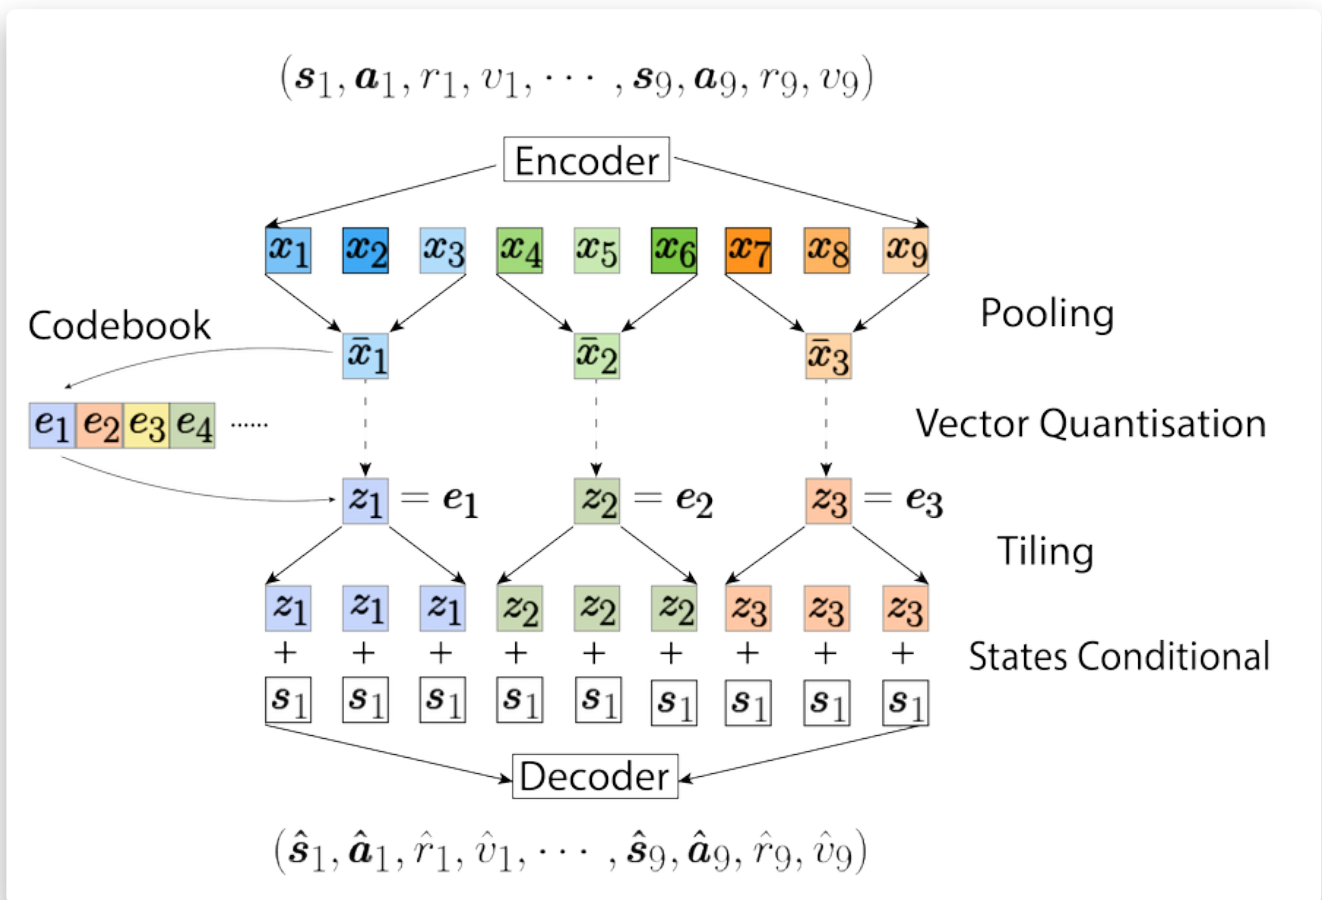 (s₁, a₁, r₁, v₁, ··· , s₉, a₉, r₉, v₉)
Encoder
x₁ x₂ x₃ x₄ x₅ x₆ x₇ x₈ x₉
Pooling
Codebook
x̄₁ x̄₂ x̄₃
e₁ e₂ e₃ e₄ ......
Vector Quantisation
z₁ = e₁ z₂ = e₂ z₃ = e₃
Tiling
z₁ z₁ z₁ z₂ z₂ z₂ z₃ z₃ z₃
+ + + + + + + + +
States Conditional
s₁ s₁ s₁ s₁ s₁ s₁ s₁ s₁ s₁
Decoder
(ŝ₁, â₁, r̂₁, v̂₁, ··· , ŝ₉, â₉, r̂₉, v̂₉)